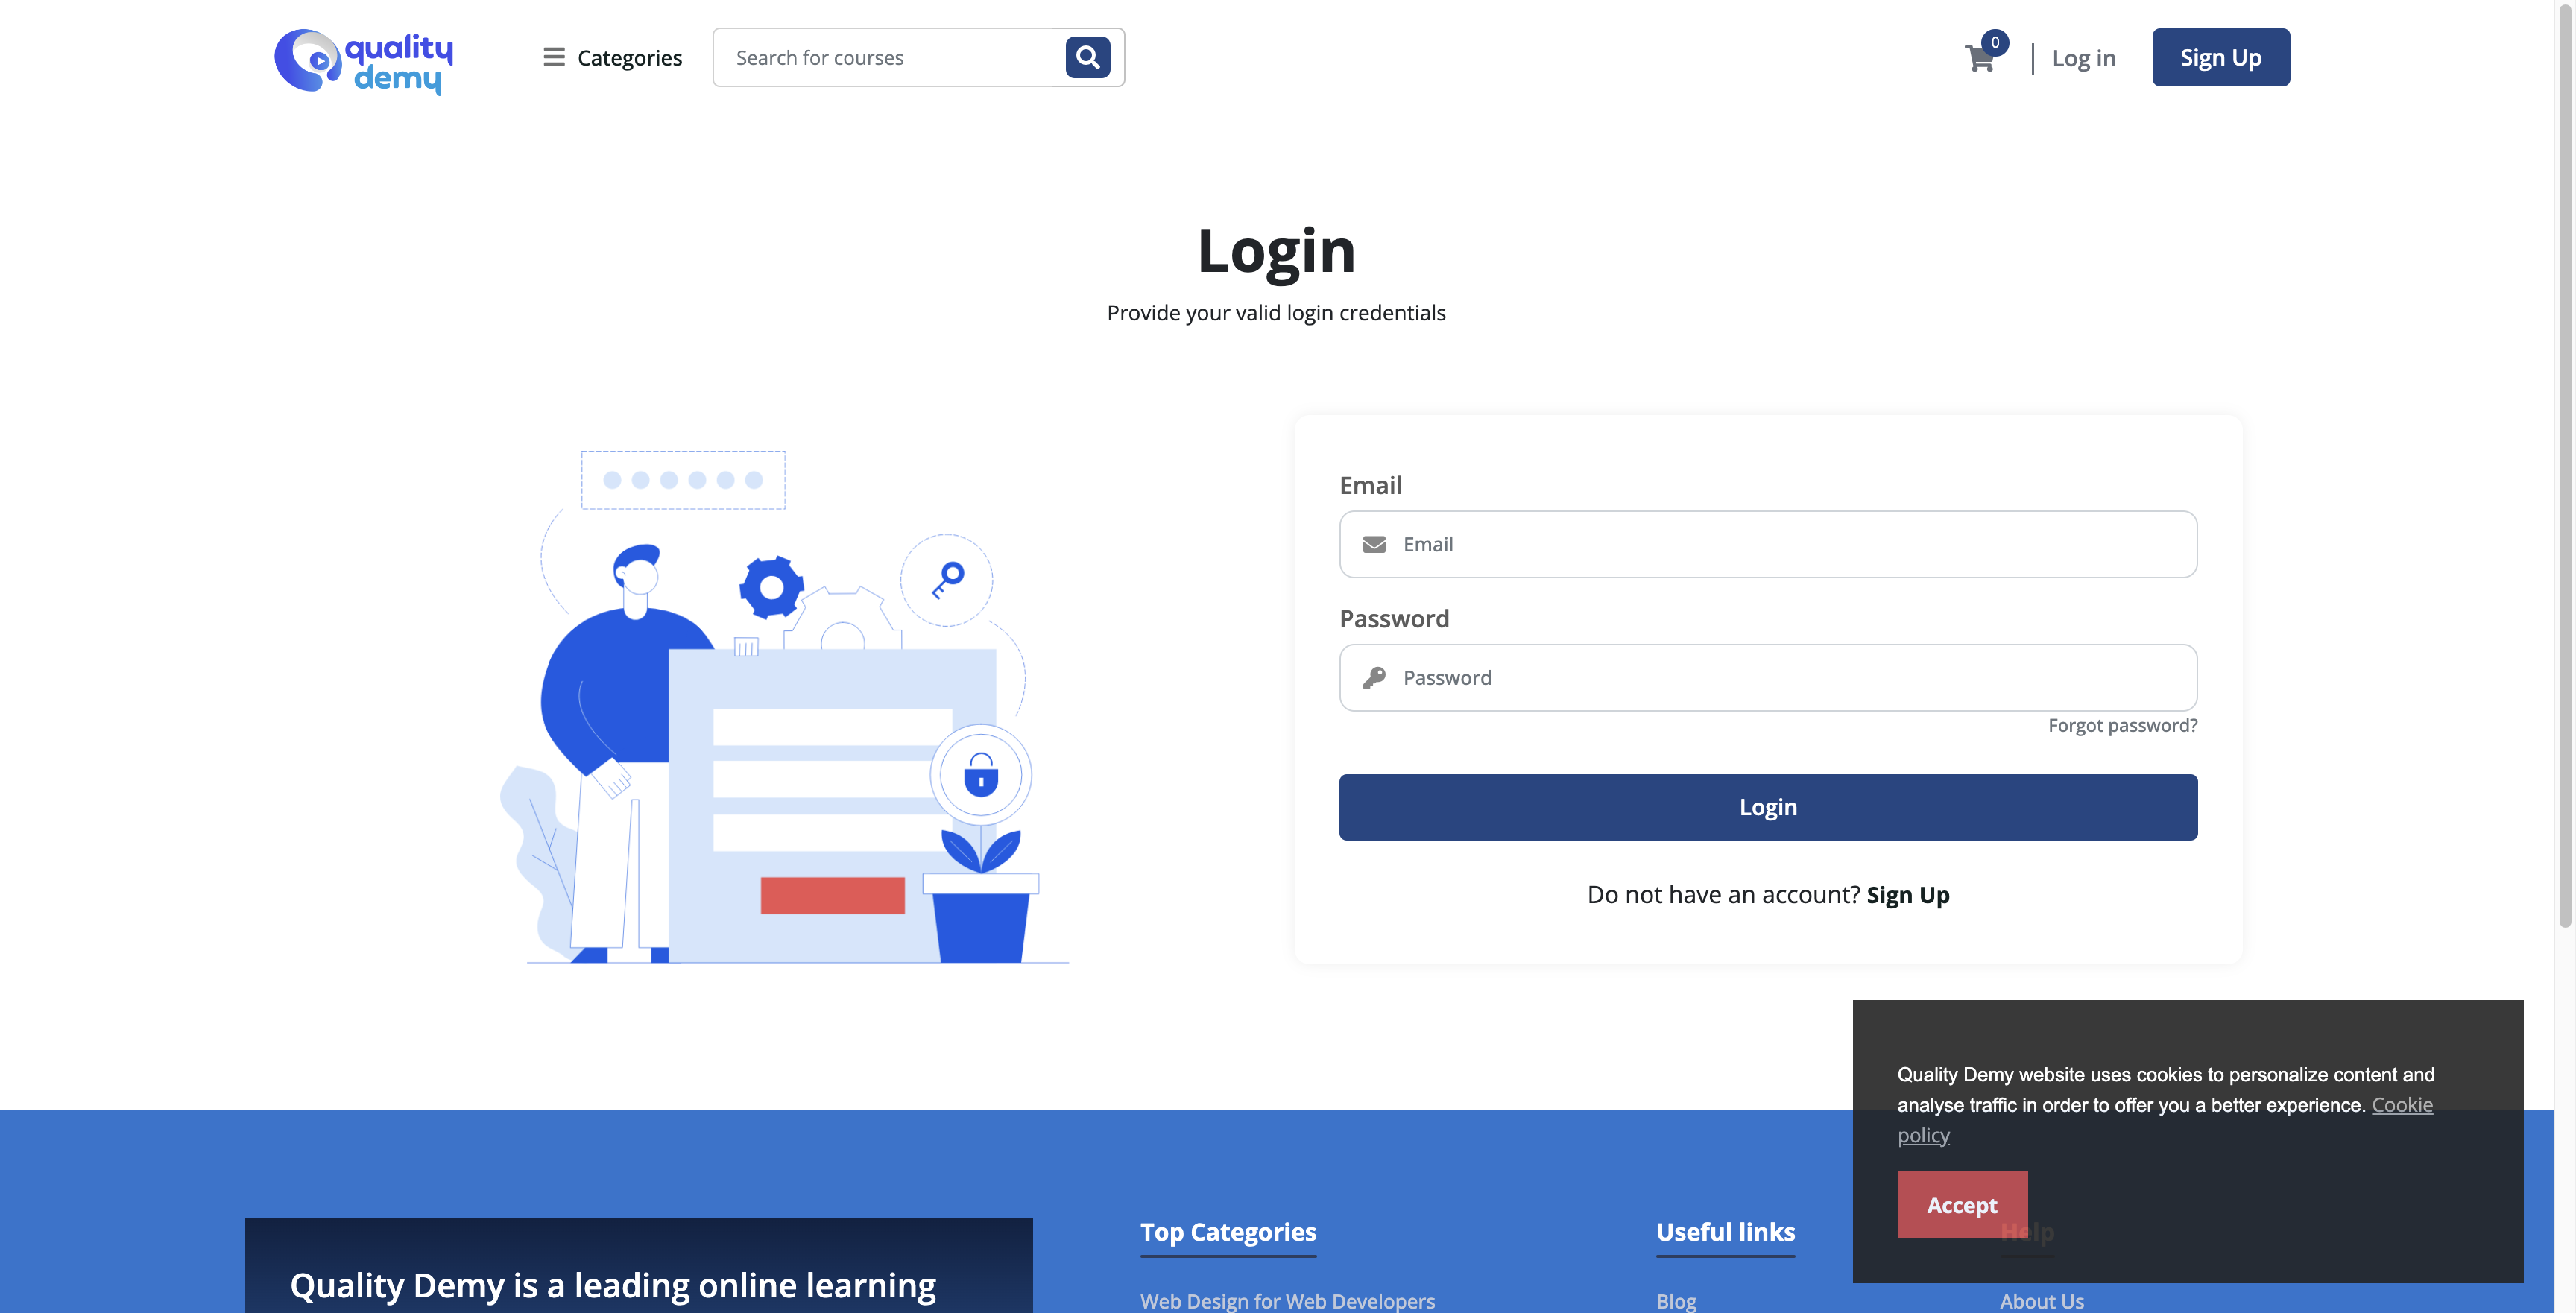 quality
demy
Categories
Search for courses
0
Log in
Sign Up
Login
Provide your valid login credentials
Email
Email
Password
Password
Forgot password?
Login
Do not have an account? Sign Up
Quality Demy website uses cookies to personalize content and
analyse traffic in order to offer you a better experience. Cookie
policy
Accept
Quality Demy is a leading online learning
Top Categories
Web Design for Web Developers
Useful links
Blog
Help
About Us